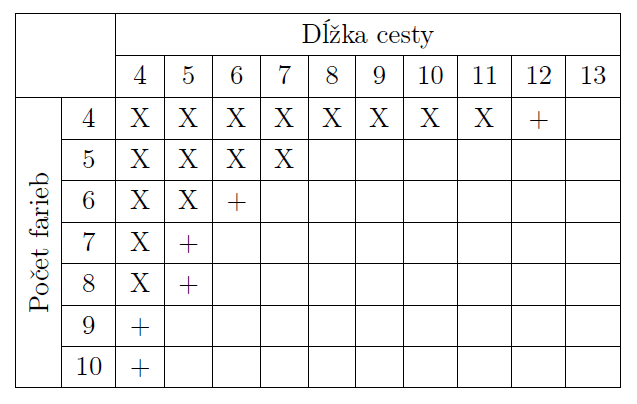 Dĺžka cesty
4 5 6 7 8 9 10 11 12 13
Počet farieb
4 X X X X X X X X +
5 X X X X
6 X X +
7 X +
8 X +
9 +
10 +